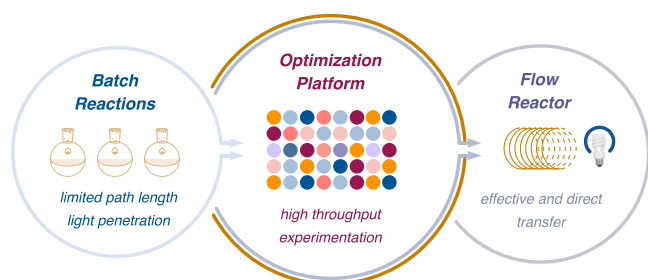 Batch
Reactions
limited path length
light penetration
Optimization
Platform
high throughput
experimentation
Flow
Reactor
effective and direct
transfer